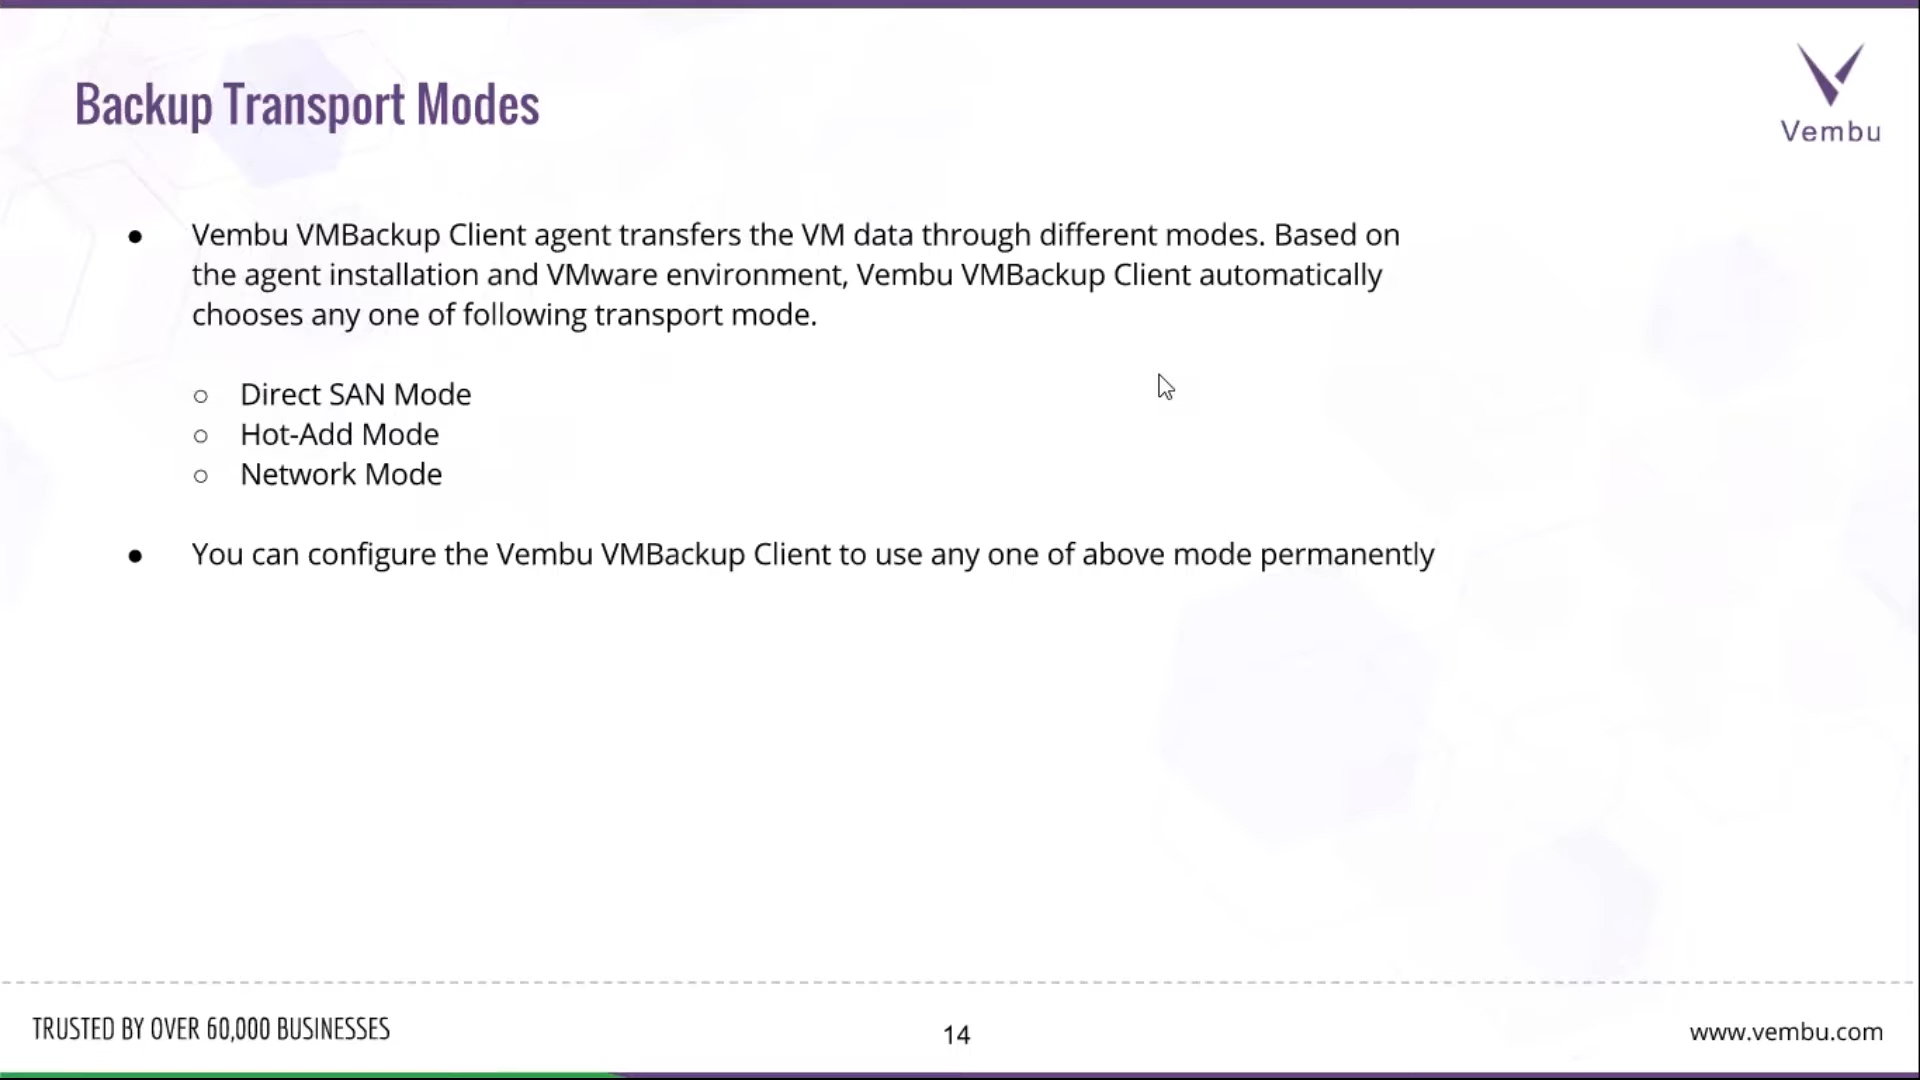 Backup Transport Modes
Vembu
● Vembu VMBackup Client agent transfers the VM data through different modes. Based on
the agent installation and VMware environment, Vembu VMBackup Client automatically
chooses any one of following transport mode.
○ Direct SAN Mode
○ Hot-Add Mode
○ Network Mode
● You can configure the Vembu VMBackup Client to use any one of above mode permanently
TRUSTED BY OVER 60,000 BUSINESSES
14
www.vembu.com